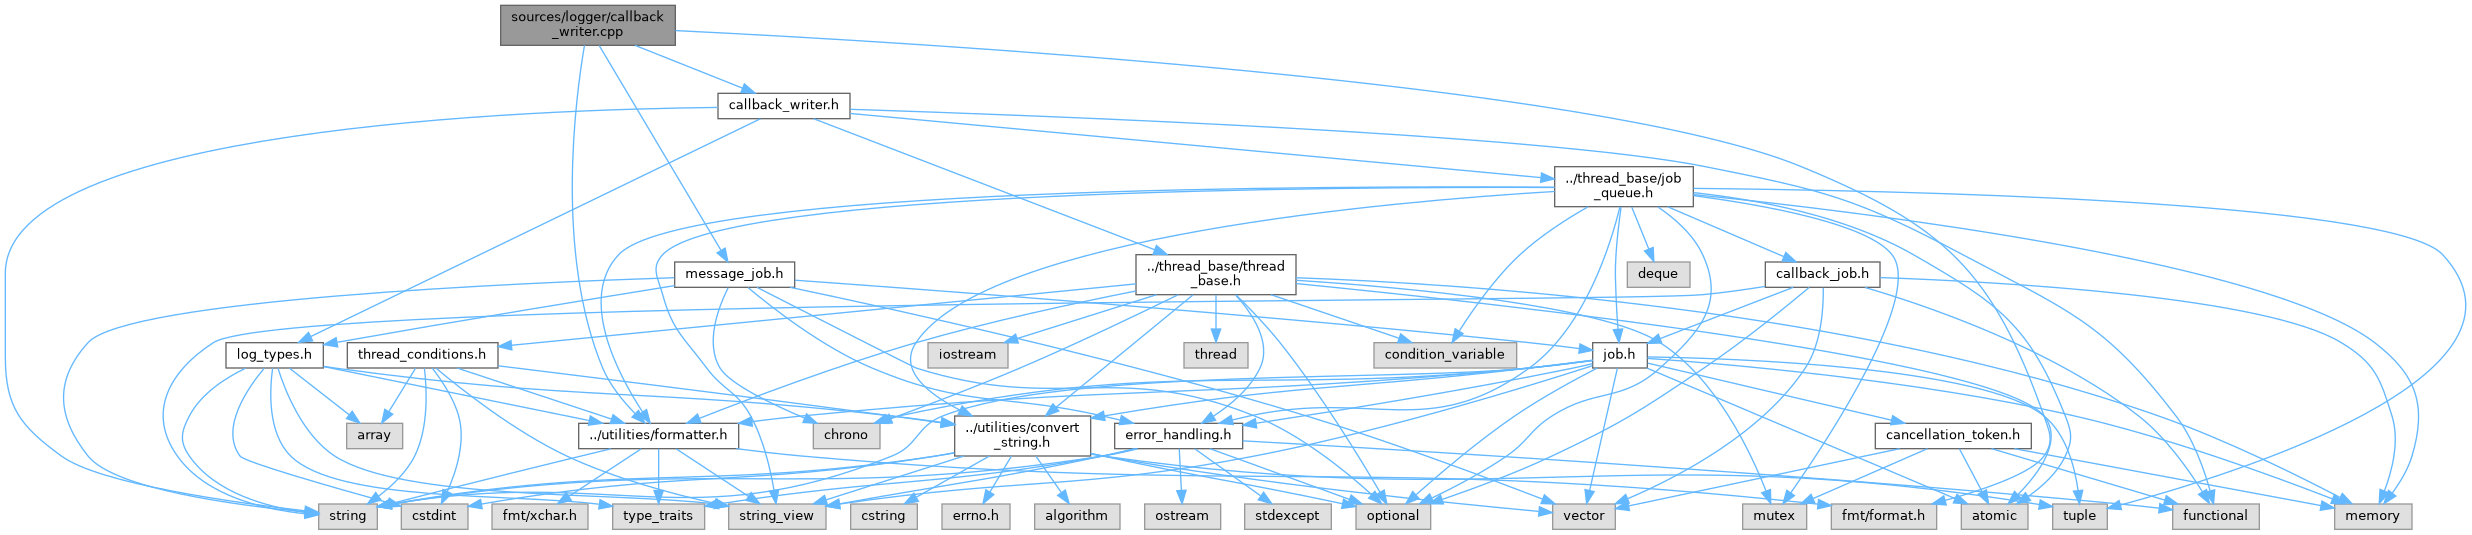 sources/logger/callback
_writer.cpp
callback_writer.h
../thread_base/job
_queue.h
message_job.h
../thread_base/thread
_base.h
deque
callback_job.h
log_types.h
thread_conditions.h
iostream
thread
condition_variable
job.h
array
../utilities/formatter.h
chrono
../utilities/convert
_string.h
error_handling.h
cancellation_token.h
string
cstdint
fmt/xchar.h
type_traits
string_view
cstring
errno.h
algorithm
ostream
stdexcept
optional
vector
mutex
fmt/format.h
atomic
tuple
functional
memory